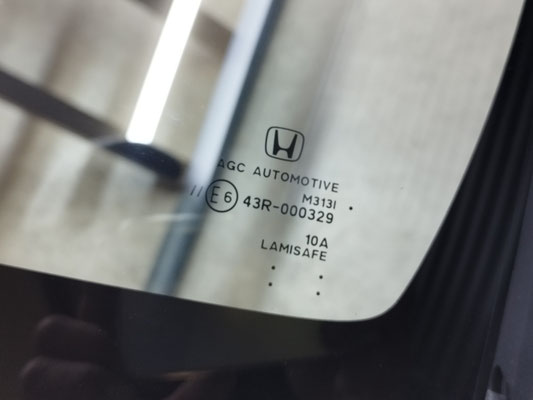 AGC AUTOMOTIVE
M313I
// E6 43R-000329
10A
LAMISAFE